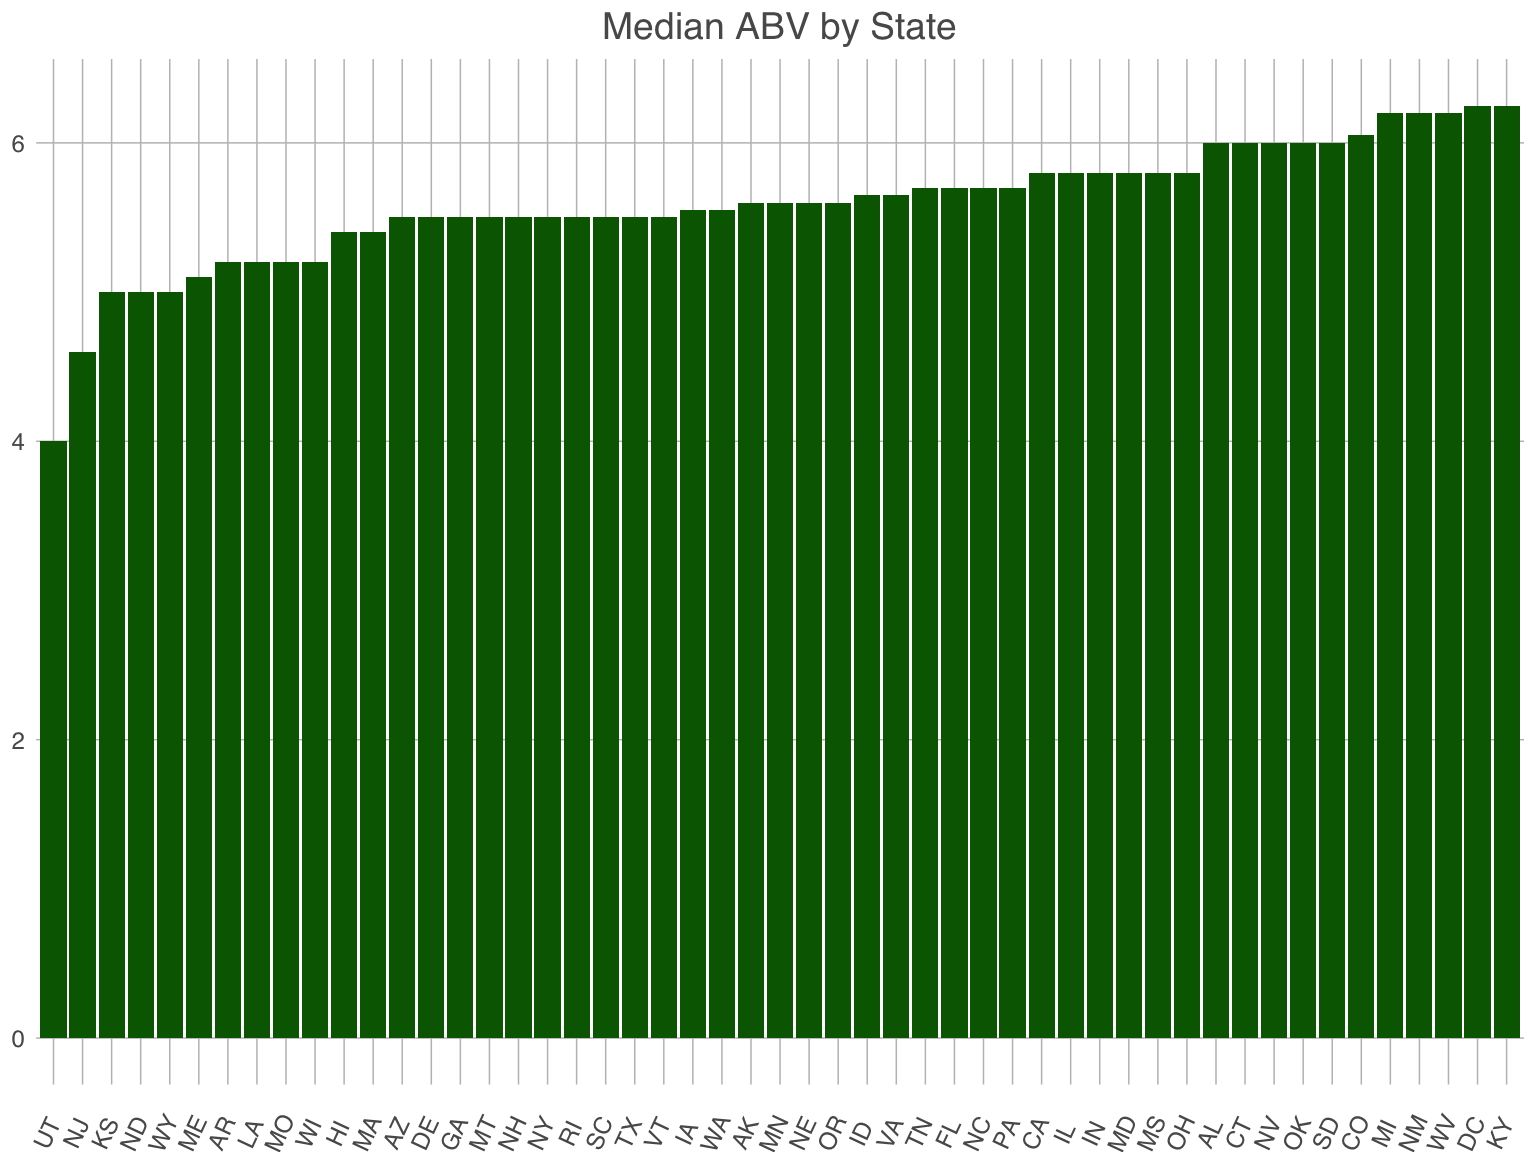 Median ABV by State
6
4
2
0
UT NJ KS ND WY ME AR LA MO WI HI MA AZ DE GA MT NH NY RI SC TX VT IA WA AK MN NE OR ID VA TN FL NC PA CA IL IN MD MS OH AL CT NV OK SD CO MI NM WV DC KY